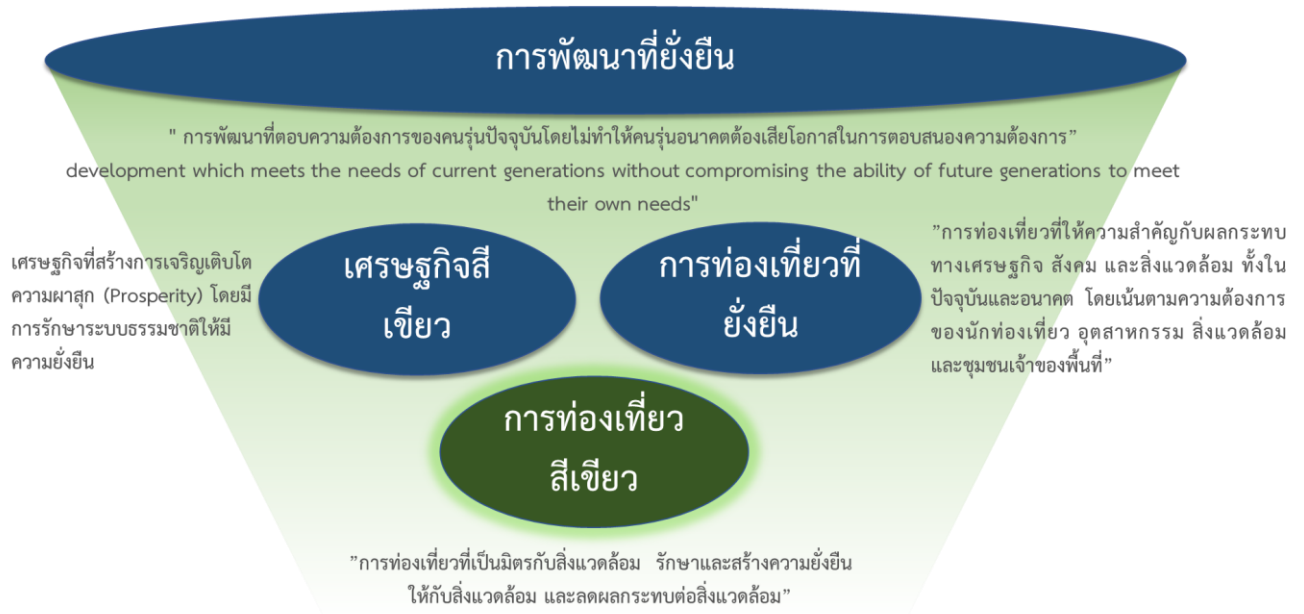 การพัฒนาที่ยั่งยืน
" การพัฒนาที่ตอบความต้องการของคนรุ่นปัจจุบันโดยไม่ทำให้คนรุ่นอนาคตต้องเสียโอกาสในการตอบสนองความต้องการ”
development which meets the needs of current generations without compromising the ability of future generations to meet
their own needs"
เศรษฐกิจที่สร้างการเจริญเติบโต
ความผาสุก (Prosperity) โดยมี
การรักษาระบบธรรมชาติให้มี
ความยั่งยืน
เศรษฐกิจสี
เขียว
การท่องเที่ยวที่
ยั่งยืน
”การท่องเที่ยวที่ให้ความสำคัญกับผลกระทบ
ทางเศรษฐกิจ สังคม และสิ่งแวดล้อม ทั้งใน
ปัจจุบันและอนาคต โดยเน้นตามความต้องการ
ของนักท่องเที่ยว อุตสาหกรรม สิ่งแวดล้อม
และชุมชนเจ้าของพื้นที่”
การท่องเที่ยว
สีเขียว
”การท่องเที่ยวที่เป็นมิตรกับสิ่งแวดล้อม รักษาและสร้างความยั่งยืน
ให้กับสิ่งแวดล้อม และลดผลกระทบต่อสิ่งแวดล้อม”